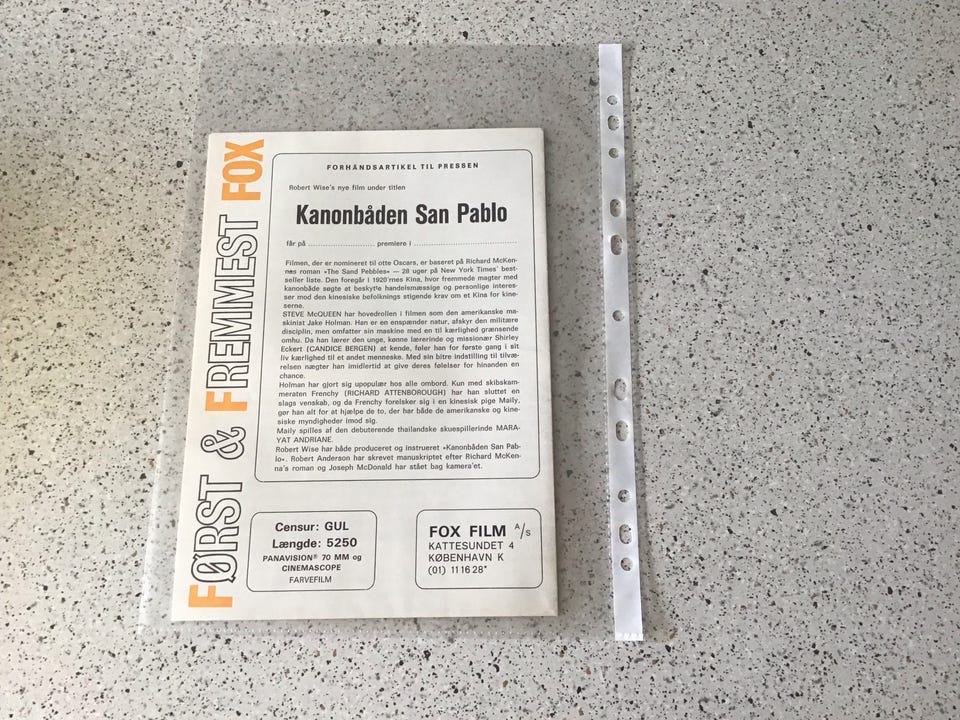 FØRST & FREMMEST FOX
FORHÅNDSARTIKEL TIL PRESSEN
Robert Wise's nye film under titlen
Kanonbåden San Pablo
får på ........................ premiere i .....................................
Filmen, der er nomineret til otte Oscars, er baseret på Richard McKen-
nas roman »The Sand Pebbles« — 28 uger på New York Times' best-
seller liste. Den foregår i 1920'rnes Kina, hvor fremmede magter med
kanonbåde søgte at beskytte handelsmæssige og personlige interes-
ser mod den kinesiske befolknings stigende krav om et Kina for kine-
serne.
STEVE McQUEEN har hovedrollen i filmen som den amerikanske ma-
skinist Jake Holman. Han er en enspænder natur, afskyr den militære
disciplin, men omfatter sin maskine med en til kærlighed grænsende
omhu. Da han lærer den unge, kønne lærerinde og missionær Shirley
Eckert (CANDICE BERGEN) at kende, føler han for første gang i sit
liv kærlighed til et andet menneske. Med sin bitre indstilling til tilvæ-
relsen nægter han imidlertid at give deres følelser for hinanden en
chance.
Holman har gjort sig upopulær hos alle ombord. Kun med skibskam-
meraten Frenchy (RICHARD ATTENBOROUGH) har han sluttet en
slags venskab, og da Frenchy forelsker sig i en kinesisk pige Maily,
gør han alt for at hjælpe de to, der har både de amerikanske og kine-
siske myndigheder imod sig.
Maily spilles af den debuterende thailandske skuespillerinde MARA-
YAT ANDRIANE.
Robert Wise har både produceret og instrueret »Kanonbåden San Pab-
lo«. Robert Anderson har skrevet manuskriptet efter Richard McKen-
na's roman og Joseph McDonald har stået bag kamera'et.
Censur: GUL
Længde: 5250
PANAVISION® 70 MM og
CINEMASCOPE
FARVEFILM
FOX FILM A/S
KATTESUNDET 4
KØBENHAVN K
(01) 11 16 28*